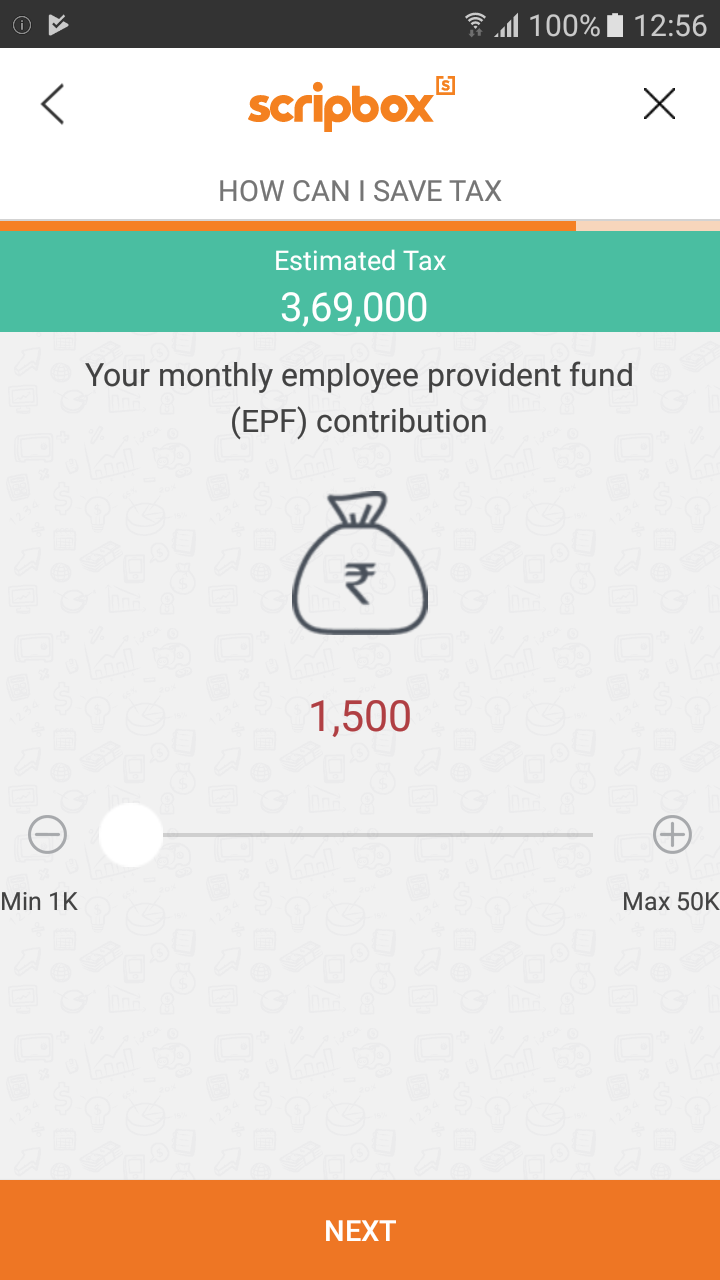 100% 12:56
scripbox [s]
HOW CAN I SAVE TAX
Estimated Tax
3,69,000
Your monthly employee provident fund
(EPF) contribution
₹
1,500
Min 1K Max 50K
NEXT